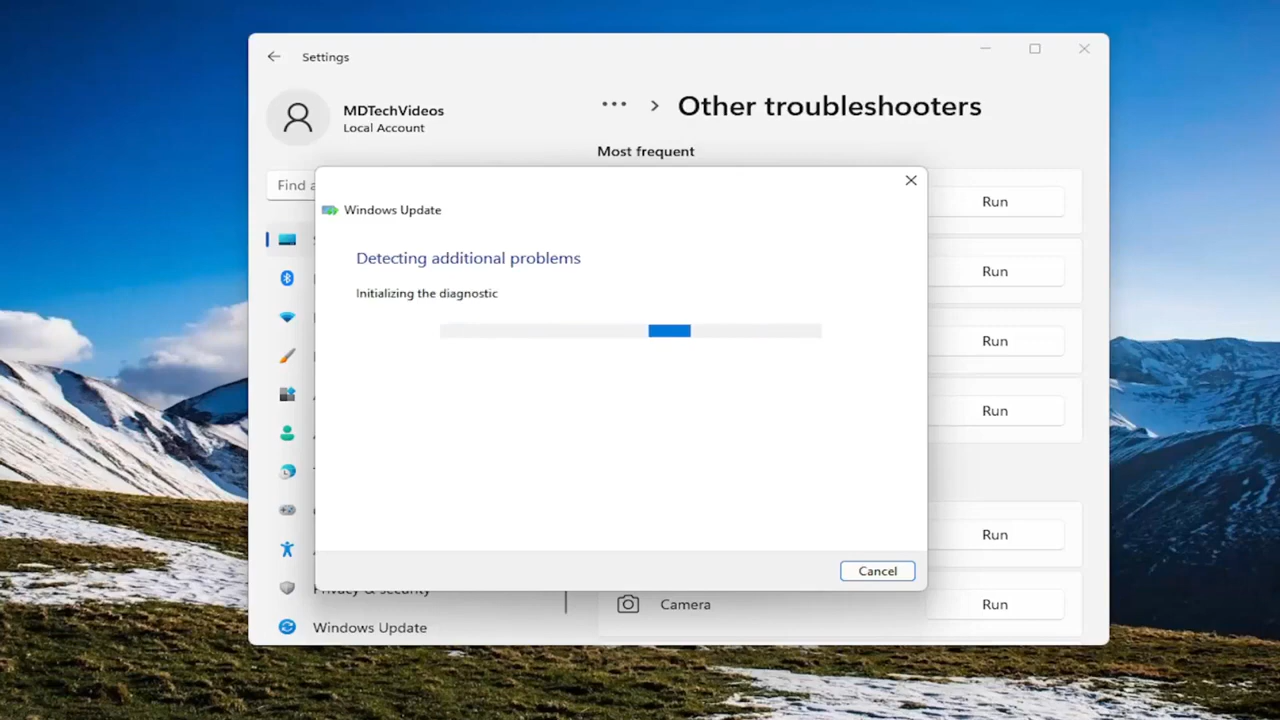 Settings
MDTechVideos
Local Account
Find a
Other troubleshooters
Most frequent
Run
Run
Run
Run
Run
Camera
Run
Windows Update
Detecting additional problems
Initializing the diagnostic
Cancel
Privacy & security
Windows Update